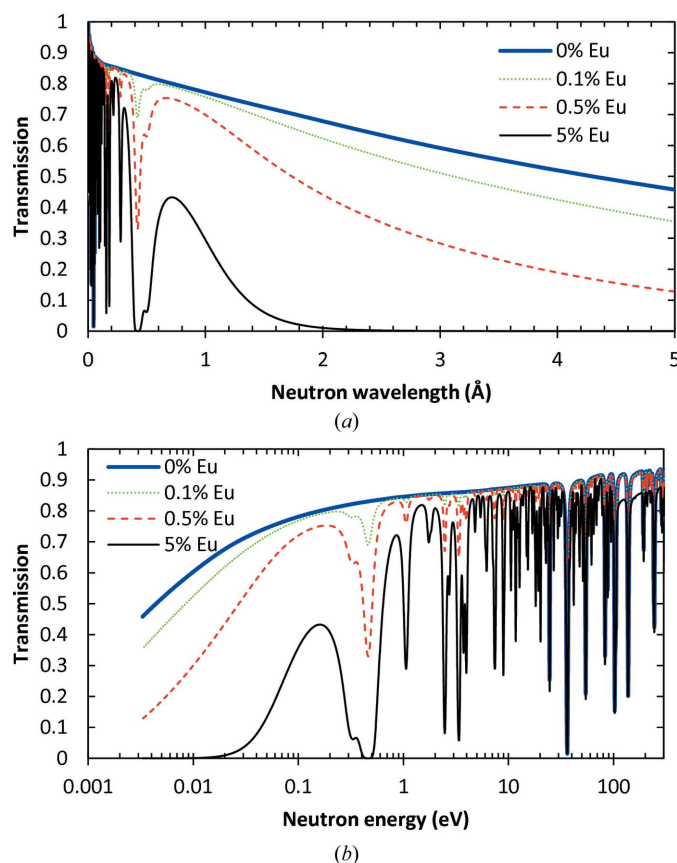 1
0.9
0.8
0.7
0.6
0.5
0.4
0.3
0.2
0.1
0
Transmission
0% Eu
0.1% Eu
0.5% Eu
5% Eu
0 1 2 3 4 5
Neutron wavelength (Å)
(a)
1
0.9
0.8
0.7
0.6
0.5
0.4
0.3
0.2
0.1
0
Transmission
0% Eu
0.1% Eu
0.5% Eu
5% Eu
0.001 0.01 0.1 1 10 100
Neutron energy (eV)
(b)